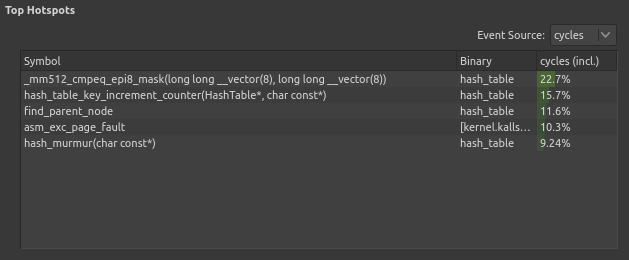 Top Hotspots
Event Source: cycles
Symbol Binary cycles (incl.)
_mm512_cmpeq_epi8_mask(long long __vector(8), long long __vector(8)) hash_table 22.7%
hash_table_key_increment_counter(HashTable*, char const*) hash_table 15.7%
find_parent_node hash_table 11.6%
asm_exc_page_fault [kernel.kalls... 10.3%
hash_murmur(char const*) hash_table 9.24%